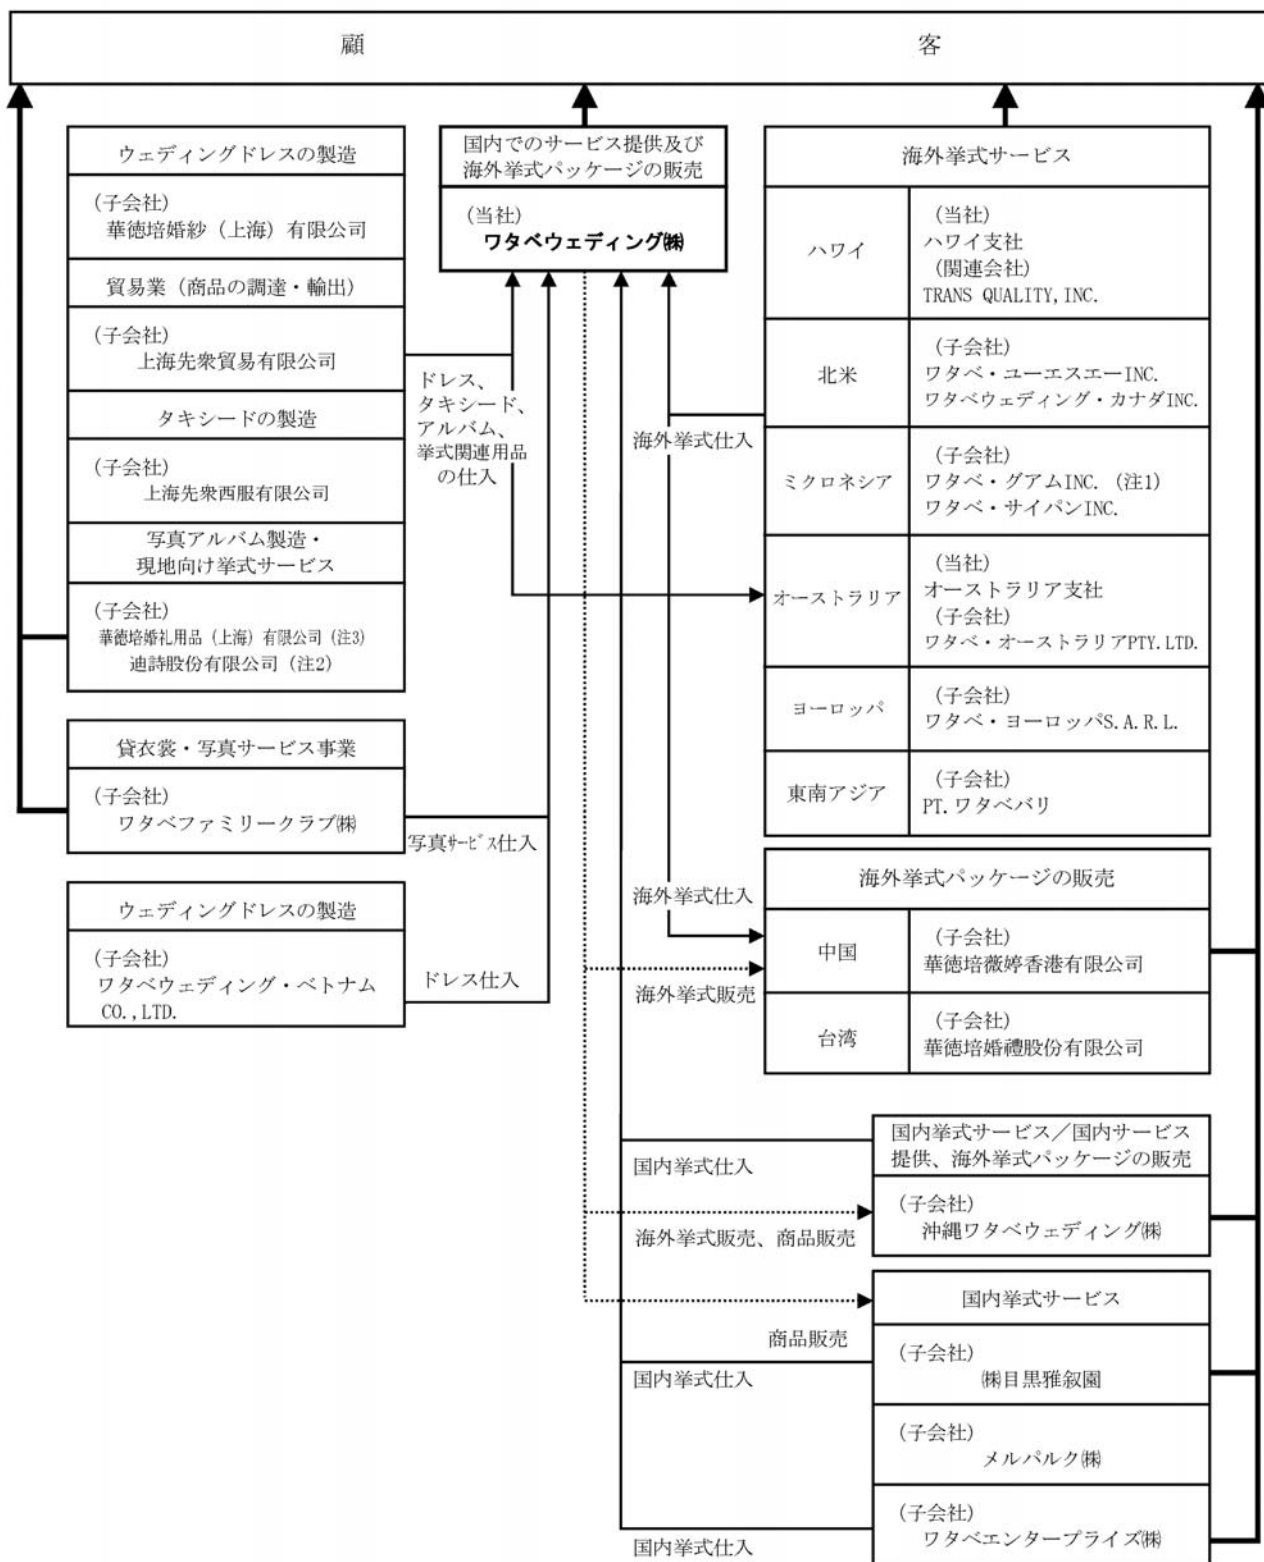 顧客
ウェディングドレスの製造
(子会社)
華徳培婚紗(上海)有限公司
貿易業(商品の調達・輸出)
(子会社)
上海先衆貿易有限公司
タキシードの製造
(子会社)
上海先衆西服有限公司
写真アルバム製造・
現地向け挙式サービス
(子会社)
華徳培婚礼用品(上海)有限公司(注3)
迪詩股份有限公司(注2)
貸衣裳・写真サービス事業
(子会社)
ワタベファミリークラブ㈱
ウェディングドレスの製造
(子会社)
ワタベウェディング・ベトナム
CO.,LTD.
国内でのサービス提供及び
海外挙式パッケージの販売
(当社)
ワタベウェディング㈱
ドレス、
タキシード、
アルバム、
挙式関連用品
の仕入
写真サービス仕入
ドレス仕入
海外挙式仕入
海外挙式仕入
海外挙式販売
国内挙式仕入
海外挙式販売、商品販売
商品販売
国内挙式仕入
国内挙式仕入
海外挙式サービス
ハワイ
(当社)
ハワイ支社
(関連会社)
TRANS QUALITY,INC.
北米
(子会社)
ワタベ・ユーエスエーINC.
ワタベウェディング・カナダINC.
ミクロネシア
(子会社)
ワタベ・グアムINC.(注1)
ワタベ・サイパンINC.
オーストラリア
(当社)
オーストラリア支社
(子会社)
ワタベ・オーストラリアPTY.LTD.
ヨーロッパ
(子会社)
ワタベ・ヨーロッパS.A.R.L.
東南アジア
(子会社)
PT.ワタベバリ
海外挙式パッケージの販売
中国
(子会社)
華徳培薇婷香港有限公司
台湾
(子会社)
華徳培婚禮股份有限公司
国内挙式サービス/国内サービス
提供、海外挙式パッケージの販売
(子会社)
沖縄ワタベウェディング㈱
国内挙式サービス
(子会社)
㈱目黒雅叙園
(子会社)
メルパルク㈱
(子会社)
ワタベエンタープライズ㈱